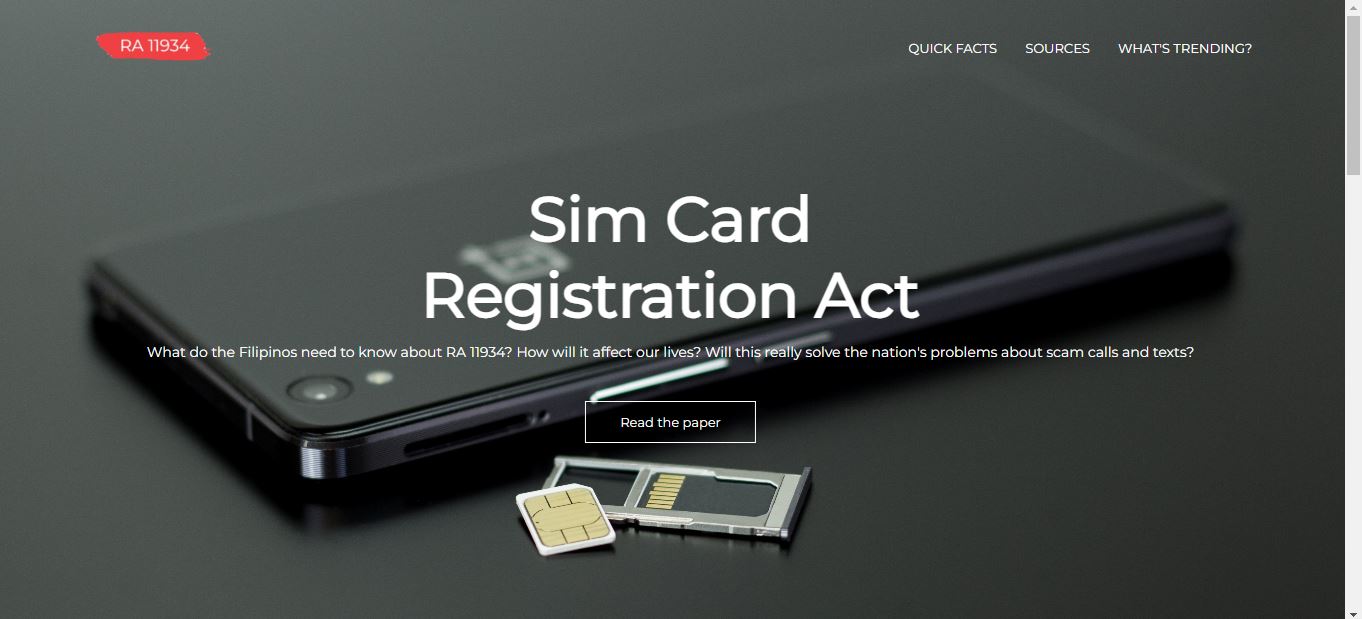 RA 11934
QUICK FACTS
SOURCES
WHAT'S TRENDING?
Sim Card
Registration Act
What do the Filipinos need to know about RA 11934? How will it affect our lives? Will this really solve the nation's problems about scam calls and texts?
Read the paper